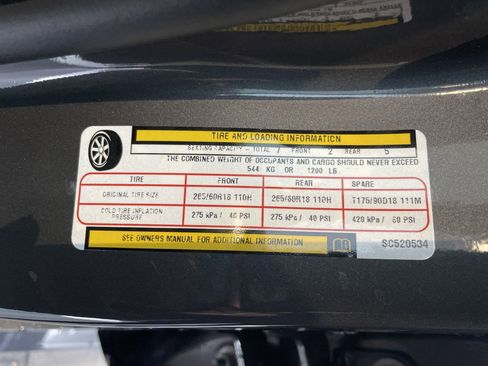 TIRE AND LOADING INFORMATION
SEATING CAPACITY - TOTAL 7 FRONT 2 REAR 5
THE COMBINED WEIGHT OF OCCUPANTS AND CARGO SHOULD NEVER EXCEED
544 KG OR 1200 LB
TIRE FRONT REAR SPARE
ORIGINAL TIRE SIZE 265/60R18 110H 265/60R18 110H T175/90D18 111M
COLD TIRE INFLATION PRESSURE 275 kPa / 40 PSI 275 kPa / 40 PSI 420 kPa / 60 PSI
SEE OWNERS MANUAL FOR ADDITIONAL INFORMATION
SC520534